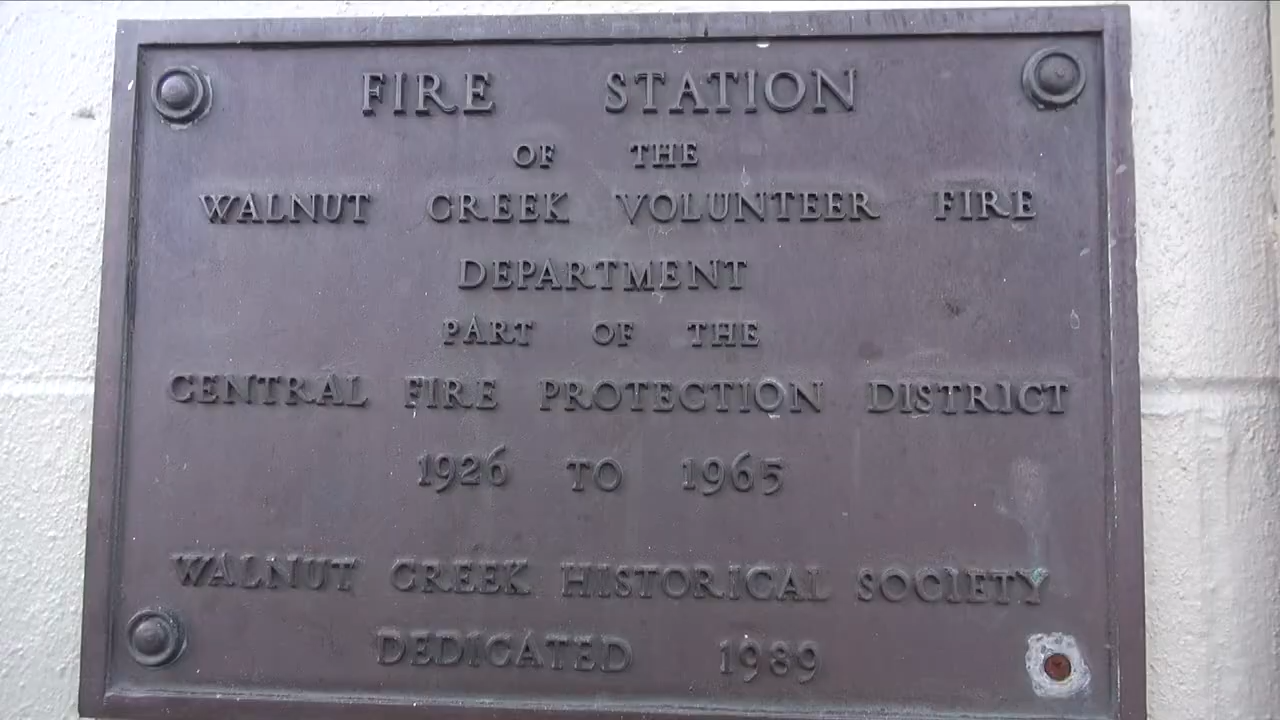 FIRE STATION
OF THE
WALNUT CREEK VOLUNTEER FIRE
DEPARTMENT
PART OF THE
CENTRAL FIRE PROTECTION DISTRICT
1926 TO 1965
WALNUT CREEK HISTORICAL SOCIETY
DEDICATED 1989